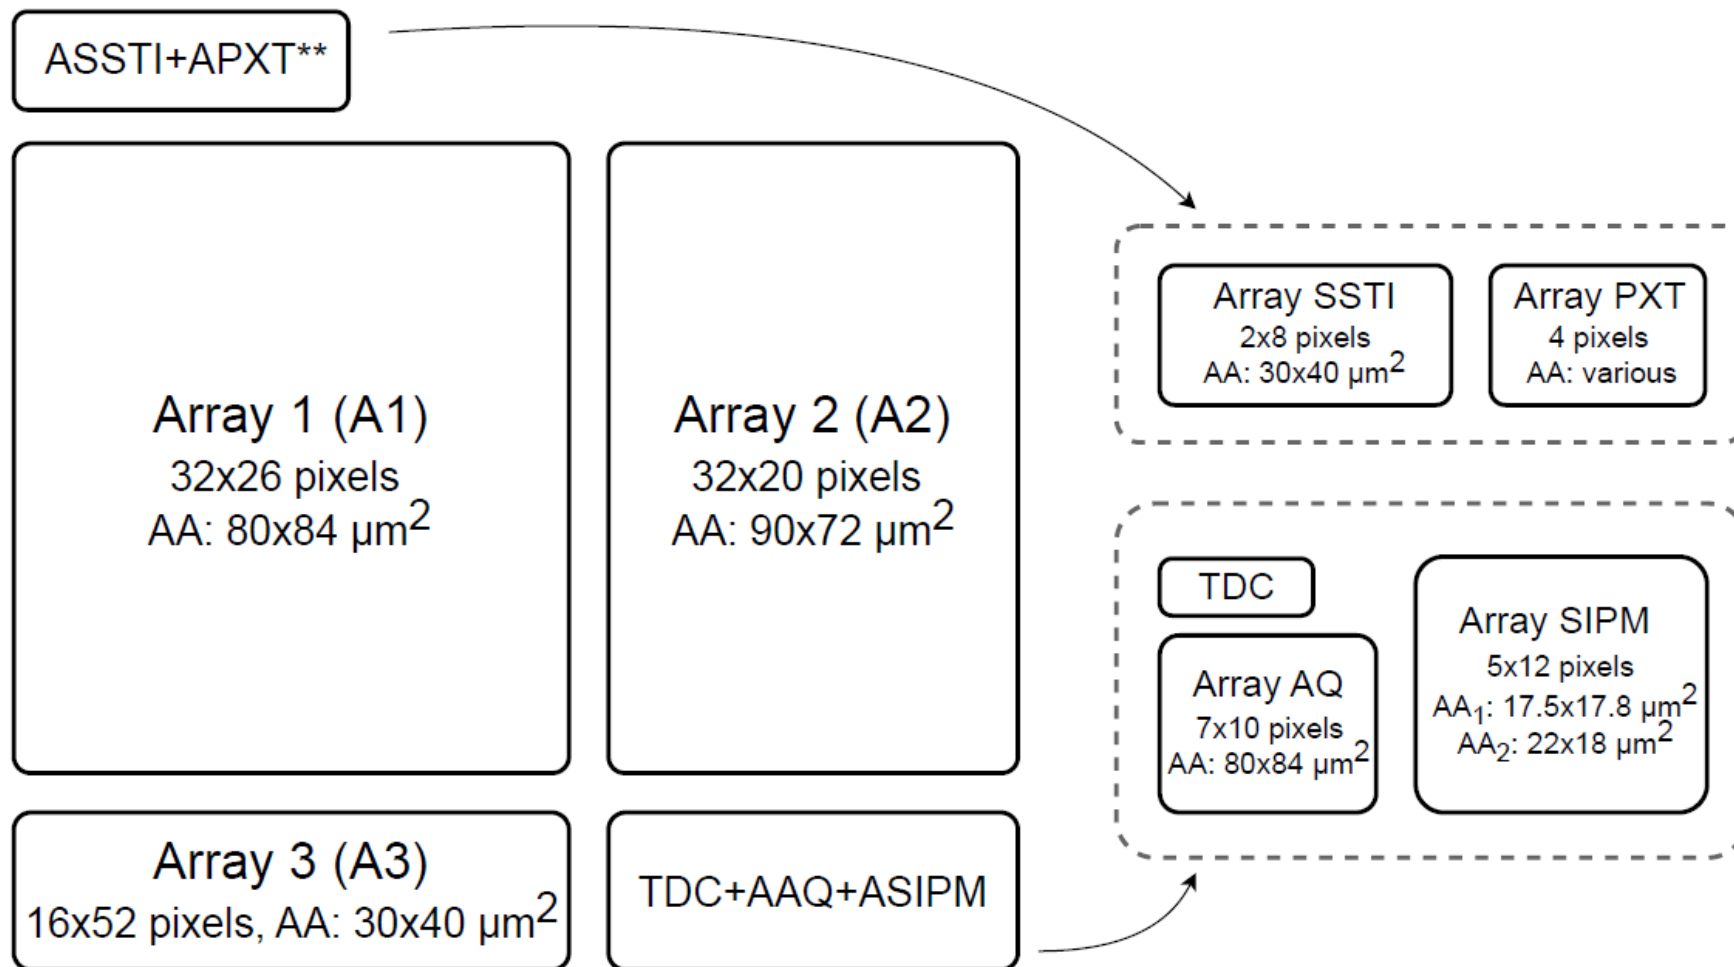 ASSTI+APXT**
Array 1 (A1)
32x26 pixels
AA: 80x84 µm²
Array 2 (A2)
32x20 pixels
AA: 90x72 µm²
Array 3 (A3)
16x52 pixels, AA: 30x40 µm²
TDC+AAQ+ASIPM
Array SSTI
2x8 pixels
AA: 30x40 µm²
Array PXT
4 pixels
AA: various
TDC
Array AQ
7x10 pixels
AA: 80x84 µm²
Array SIPM
5x12 pixels
AA₁: 17.5x17.8 µm²
AA₂: 22x18 µm²